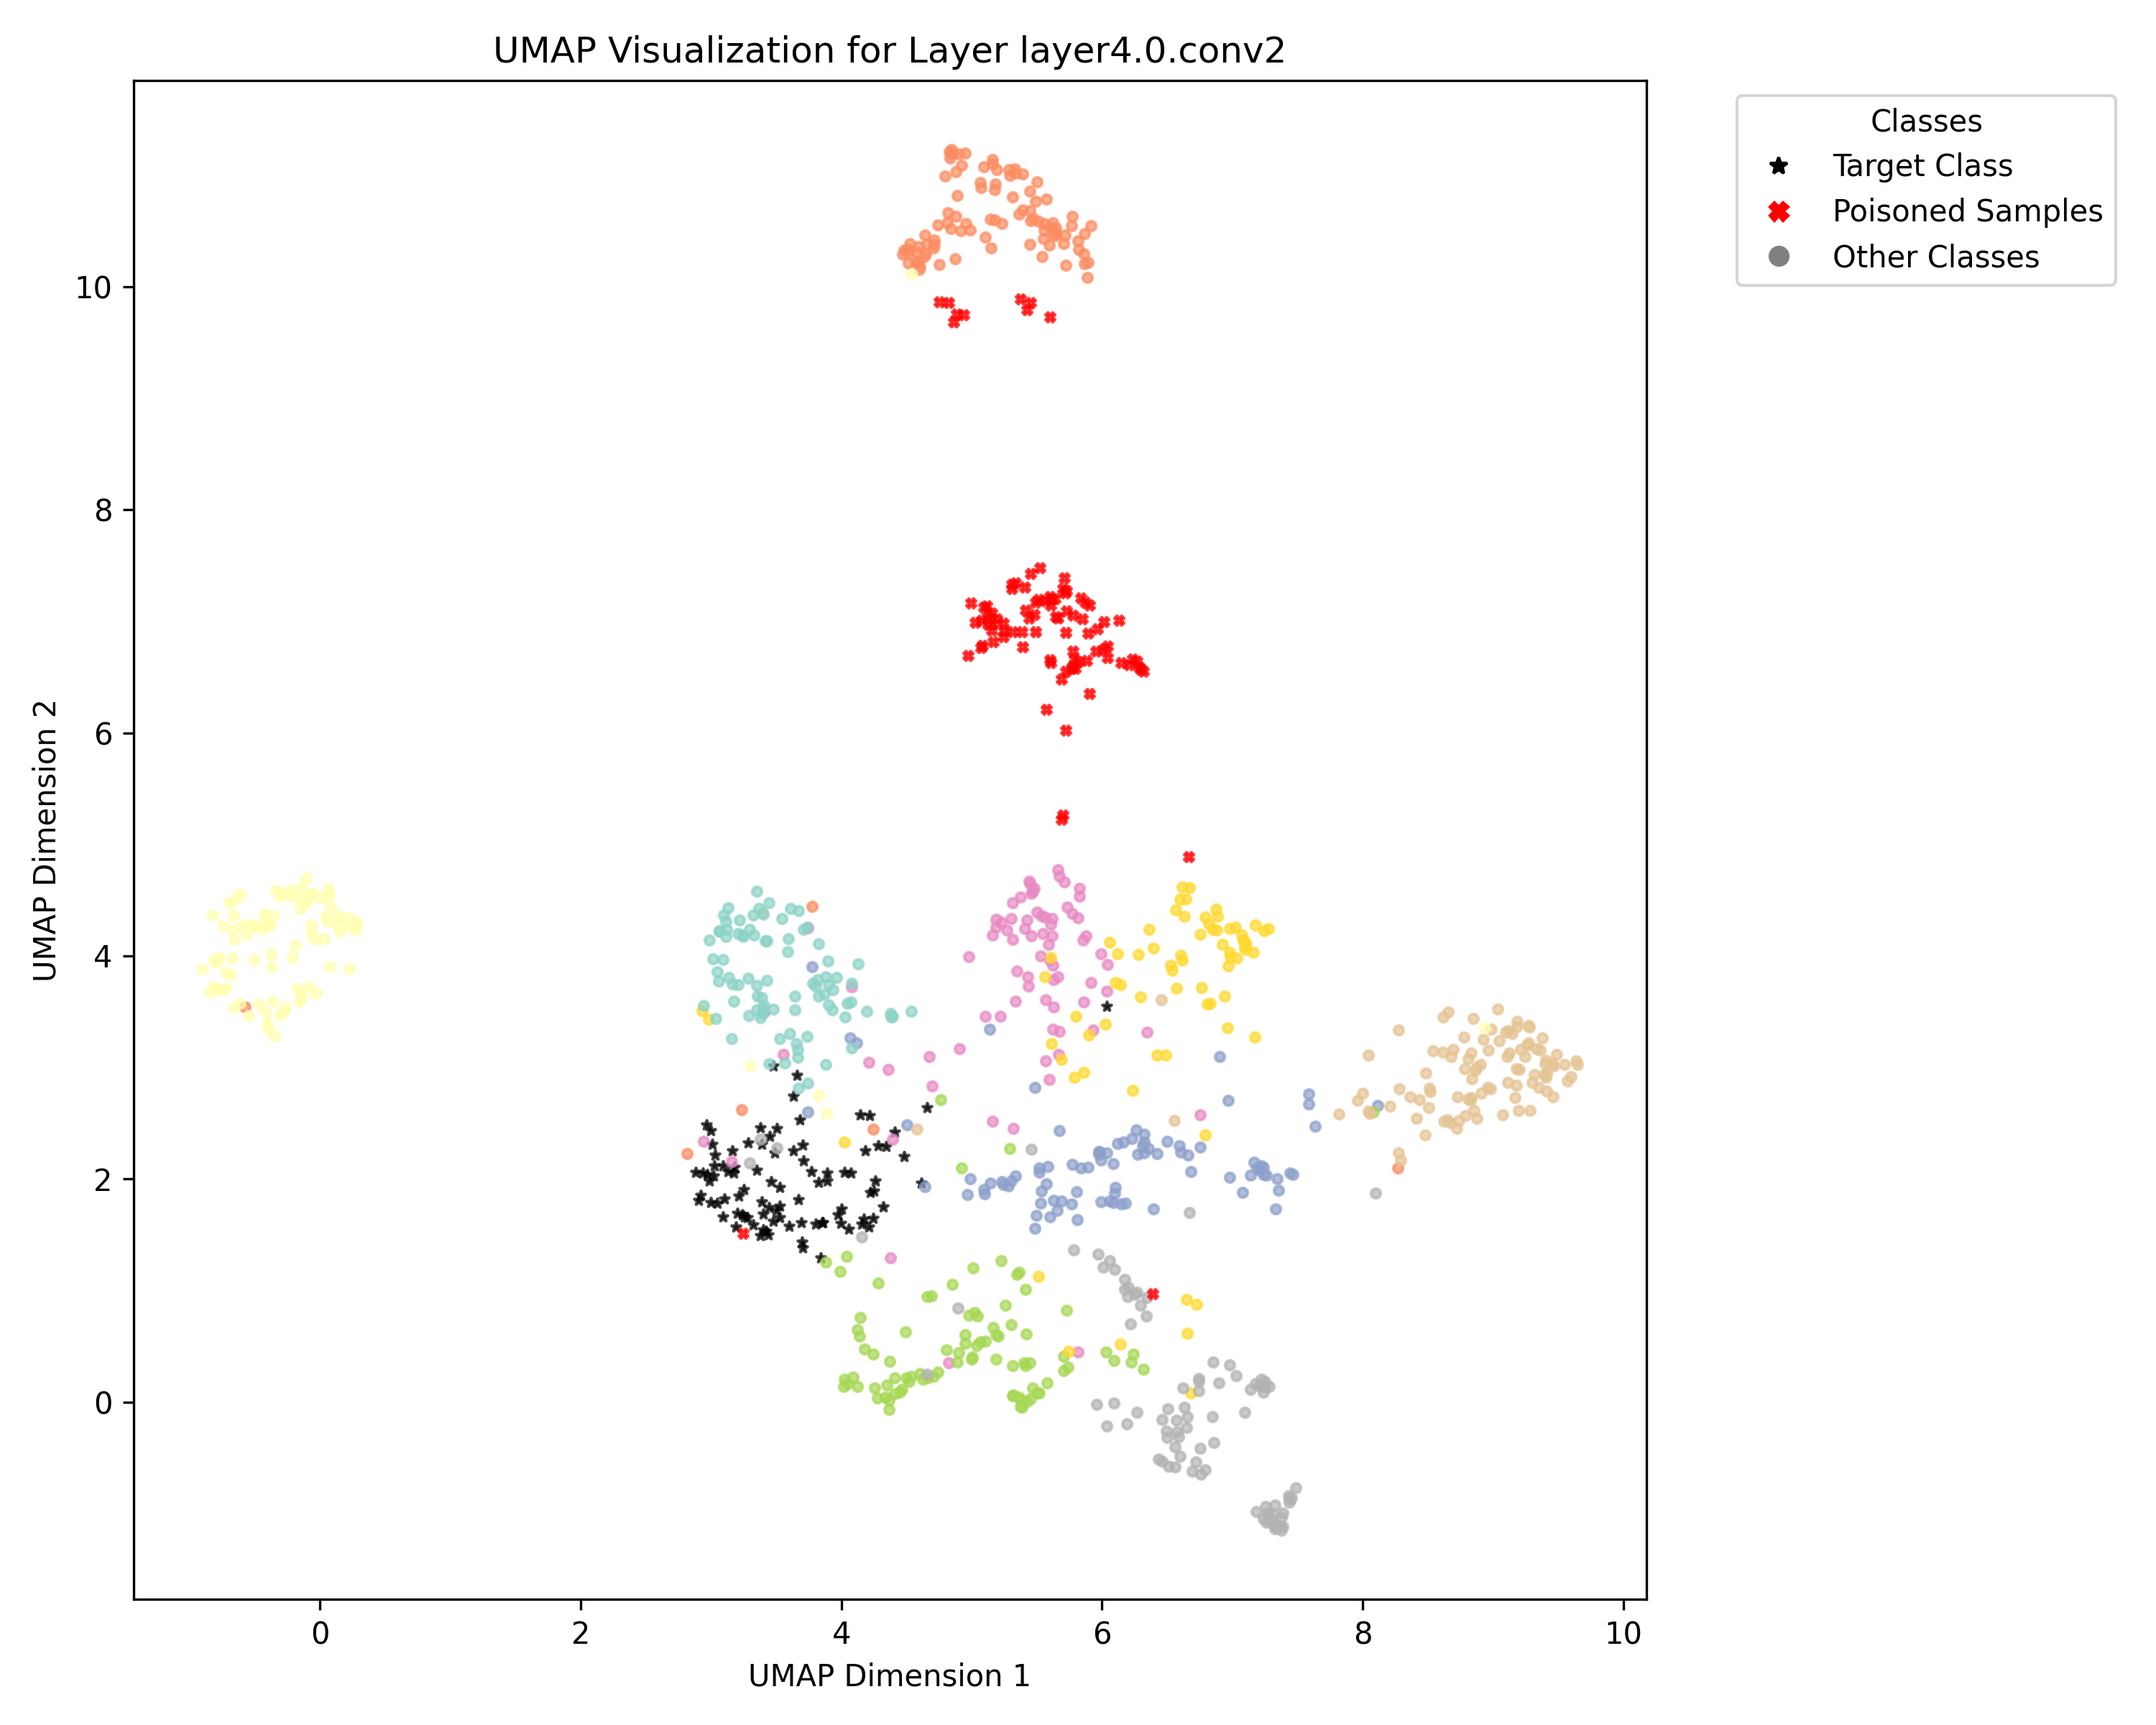 UMAP Visualization for Layer layer4.0.conv2
Classes
Target Class
Poisoned Samples
Other Classes
10
8
6
4
2
0
UMAP Dimension 2
0
2
4
6
8
10
UMAP Dimension 1